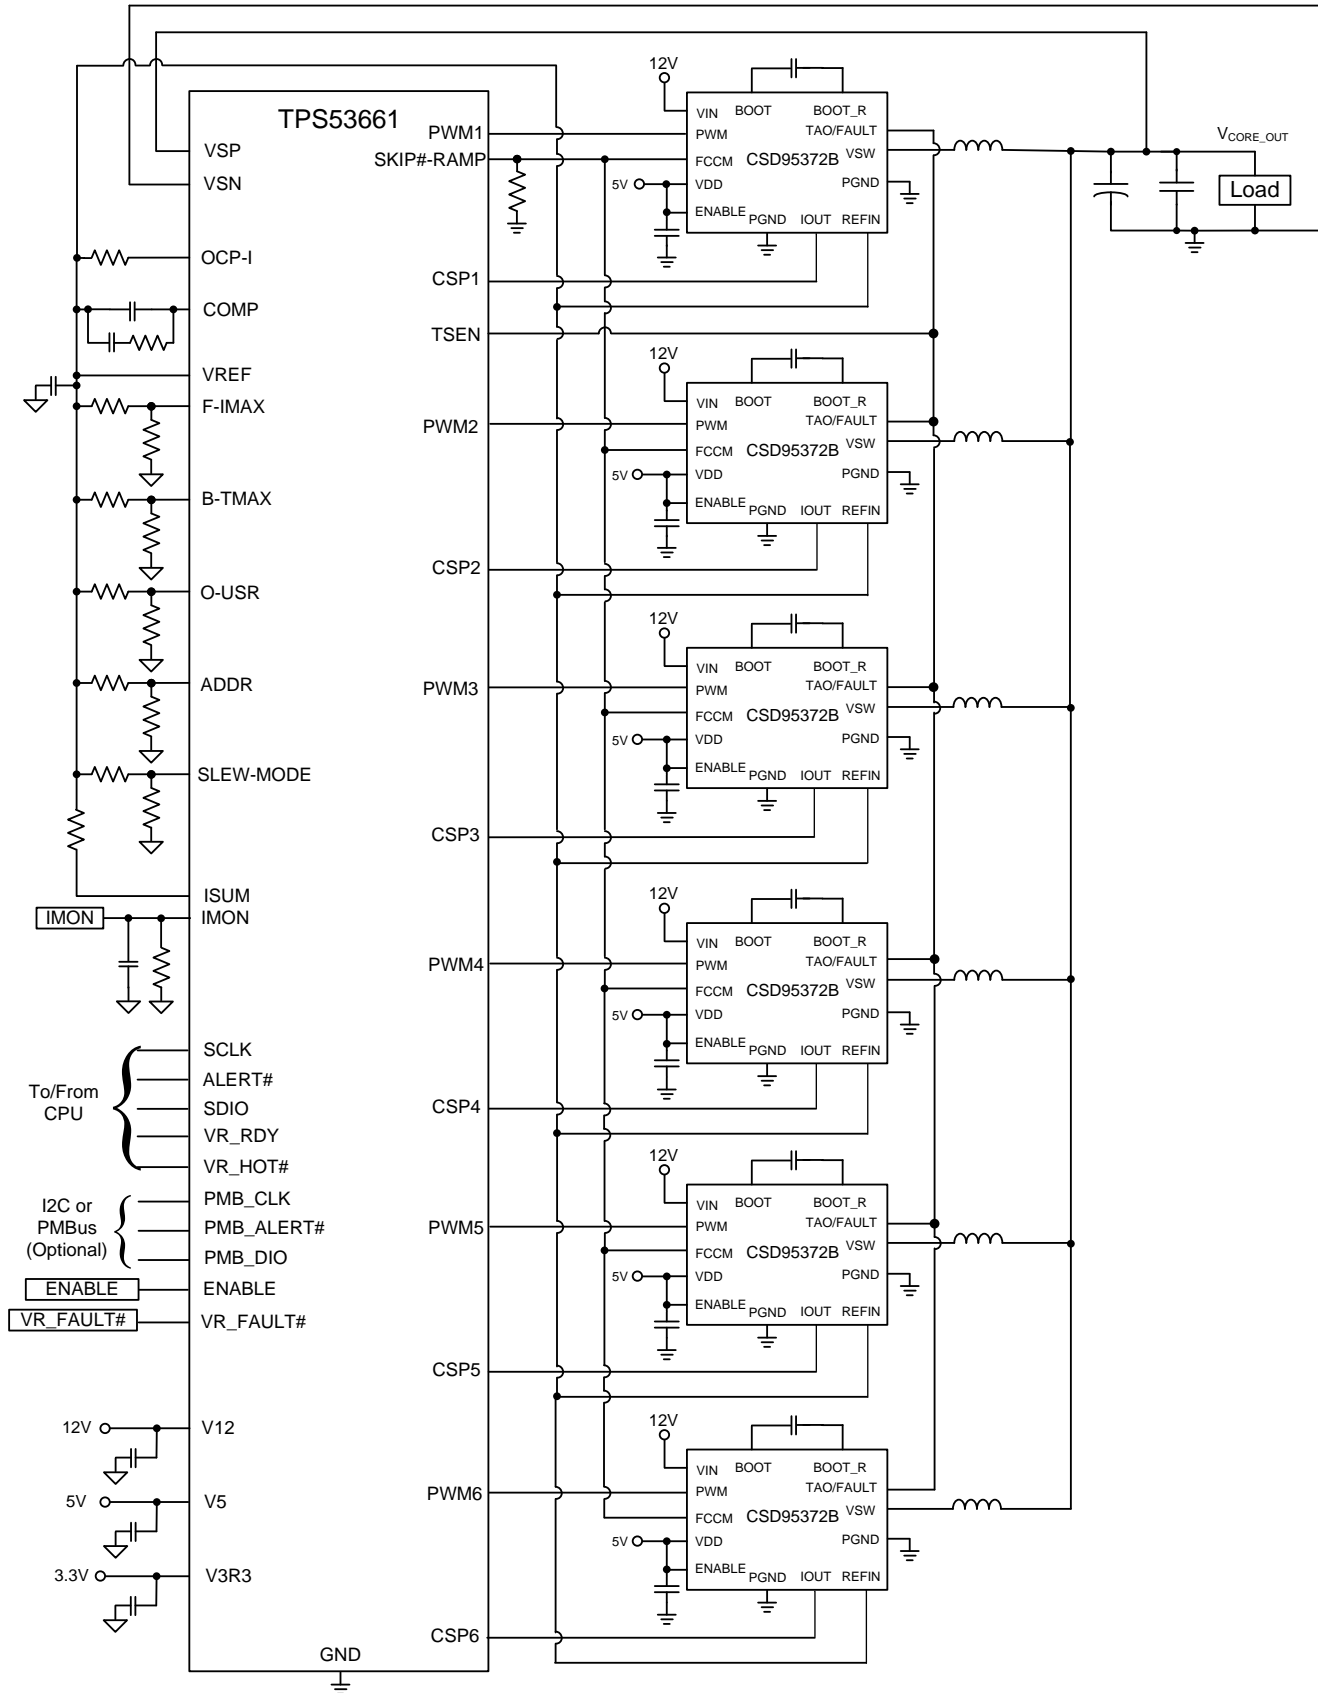 TPS53661
VSP
VSN
OCP-I
COMP
VREF
F-IMAX
B-TMAX
O-USR
ADDR
SLEW-MODE
ISUM
IMON
IMON
To/From
CPU
SCLK
ALERT#
SDIO
VR_RDY
VR_HOT#
I2C or
PMBus
(Optional)
PMB_CLK
PMB_ALERT#
PMB_DIO
ENABLE
ENABLE
VR_FAULT#
VR_FAULT#
12V
V12
5V
V5
3.3V
V3R3
GND
PWM1
SKIP#-RAMP
CSP1
TSEN
PWM2
CSP2
PWM3
CSP3
PWM4
CSP4
PWM5
CSP5
PWM6
CSP6
12V
VIN BOOT BOOT_R
TAO/FAULT
PWM
VSW
FCCM CSD95372B
5V
VDD PGND
ENABLE
PGND IOUT REFIN
12V
VIN BOOT BOOT_R
TAO/FAULT
PWM
VSW
FCCM CSD95372B
5V
VDD PGND
ENABLE
PGND IOUT REFIN
12V
VIN BOOT BOOT_R
TAO/FAULT
PWM
VSW
FCCM CSD95372B
5V
VDD PGND
ENABLE
PGND IOUT REFIN
12V
VIN BOOT BOOT_R
TAO/FAULT
PWM
VSW
FCCM CSD95372B
5V
VDD PGND
ENABLE
PGND IOUT REFIN
12V
VIN BOOT BOOT_R
TAO/FAULT
PWM
VSW
FCCM CSD95372B
5V
VDD PGND
ENABLE
PGND IOUT REFIN
12V
VIN BOOT BOOT_R
TAO/FAULT
PWM
VSW
FCCM CSD95372B
5V
VDD PGND
ENABLE
PGND IOUT REFIN
VCORE_OUT
Load